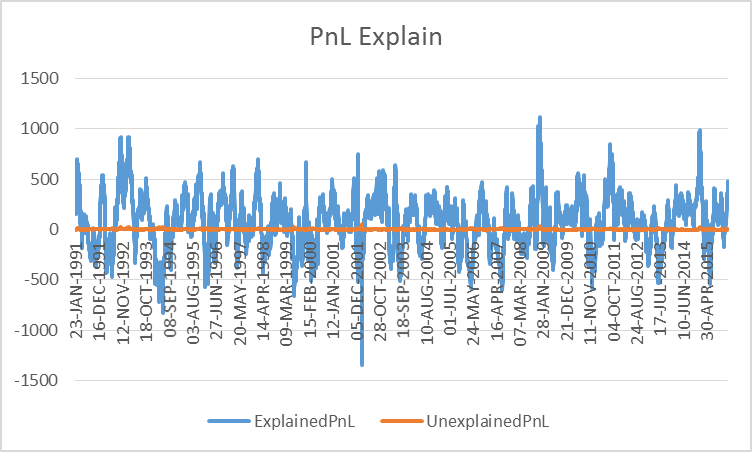 PnL Explain
1500
1000
500
0
-500
-1000
-1500
23-JAN-1991
16-DEC-1991
12-NOV-1992
18-OCT-1993
08-SEP-1994
03-AUG-1995
27-JUN-1996
20-MAY-1997
14-APR-1998
09-MAR-1999
15-FEB-2000
12-JAN-2001
05-DEC-2001
28-OCT-2002
18-SEP-2003
10-AUG-2004
01-JUL-2005
24-MAY-2006
16-APR-2007
07-MAR-2008
28-JAN-2009
21-DEC-2009
11-NOV-2010
04-OCT-2011
24-AUG-2012
17-JUL-2013
10-JUN-2014
30-APR-2015
ExplainedPnL
UnexplainedPnL